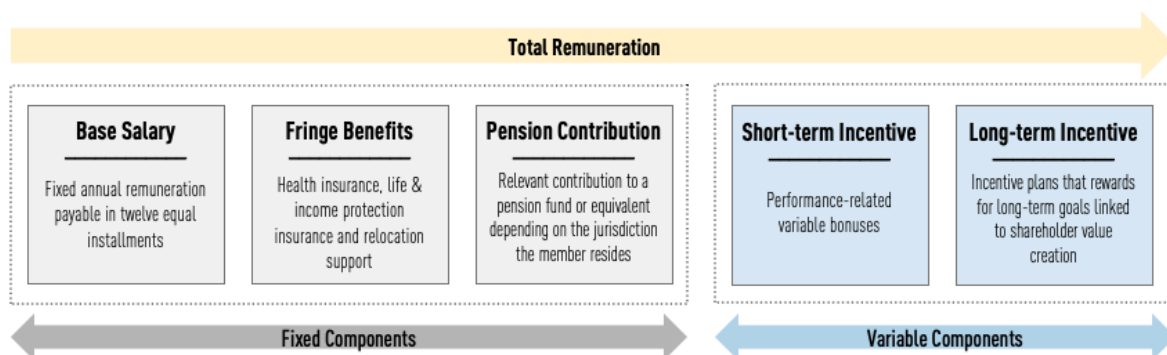 Total Remuneration
Base Salary
Fixed annual remuneration
payable in twelve equal
installments
Fringe Benefits
Health insurance, life &
income protection
insurance and relocation
support
Pension Contribution
Relevant contribution to a
pension fund or equivalent
depending on the jurisdiction
the member resides
Short-term Incentive
Performance-related
variable bonuses
Long-term Incentive
Incentive plans that rewards
for long-term goals linked
to shareholder value
creation
Fixed Components
Variable Components